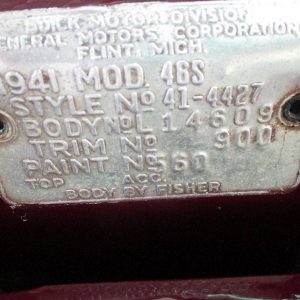 BUICK MOTOR DIVISION
GENERAL MOTORS CORPORATION
FLINT, MICH.
1941 MOD. 46S
STYLE NO 41-4427
BODY NO L 14609
TRIM NO 900
PAINT NO 560
TOP ACC.
BODY BY FISHER